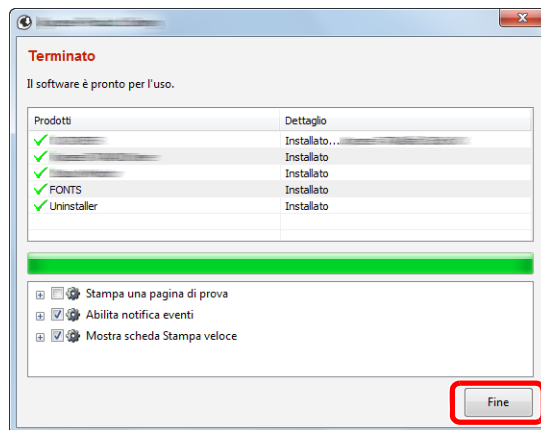 Terminato
Il software è pronto per l'uso.
Prodotti Dettaglio
Installato...
Installato
Installato
FONTS Installato
Uninstaller Installato
Stampa una pagina di prova
Abilita notifica eventi
Mostra scheda Stampa veloce
Fine